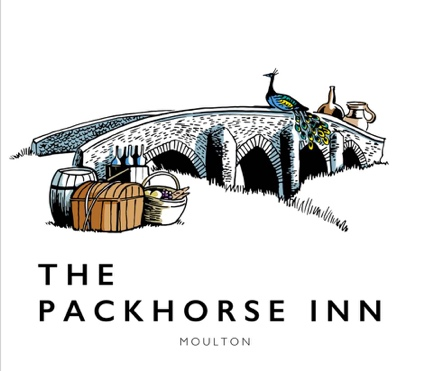 THE
PACKHORSE INN
MOULTON